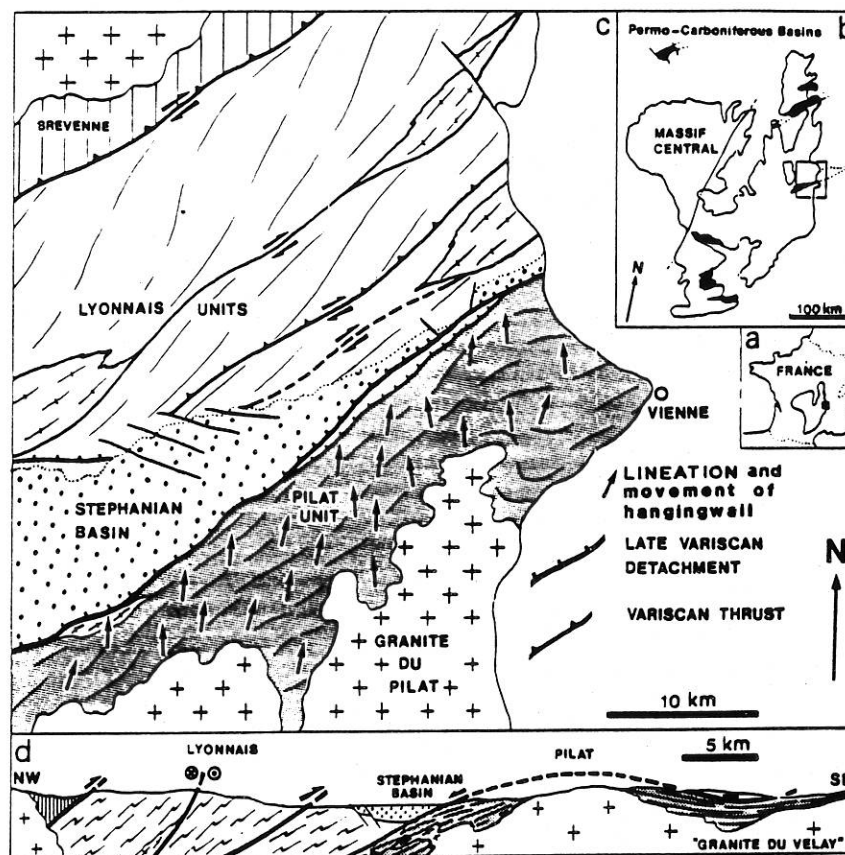 c
Permo-Carboniferous Basins
b
BREVENNE
MASSIF
CENTRAL
N
100 km
a
FRANCE
LYONNAIS UNITS
VIENNE
STEPHANIAN
BASIN
PILAT
UNIT
GRANITE
DU
PILAT
LINEATION and
movement of
hangingwall
LATE VARISCAN
DETACHMENT
VARISCAN THRUST
N
10 km
d
NW
LYONNAIS
STEPHANIAN
BASIN
PILAT
5 km
"GRANITE DU VELAY"